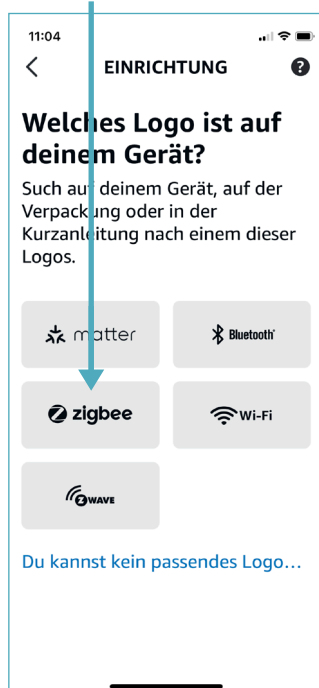 11:04
EINRICHTUNG
?
Welches Logo ist auf
deinem Gerät?
Such auf deinem Gerät, auf der
Verpackung oder in der
Kurzanleitung nach einem dieser
Logos.
matter
Bluetooth
zigbee
Wi-Fi
Z WAVE
Du kannst kein passendes Logo…